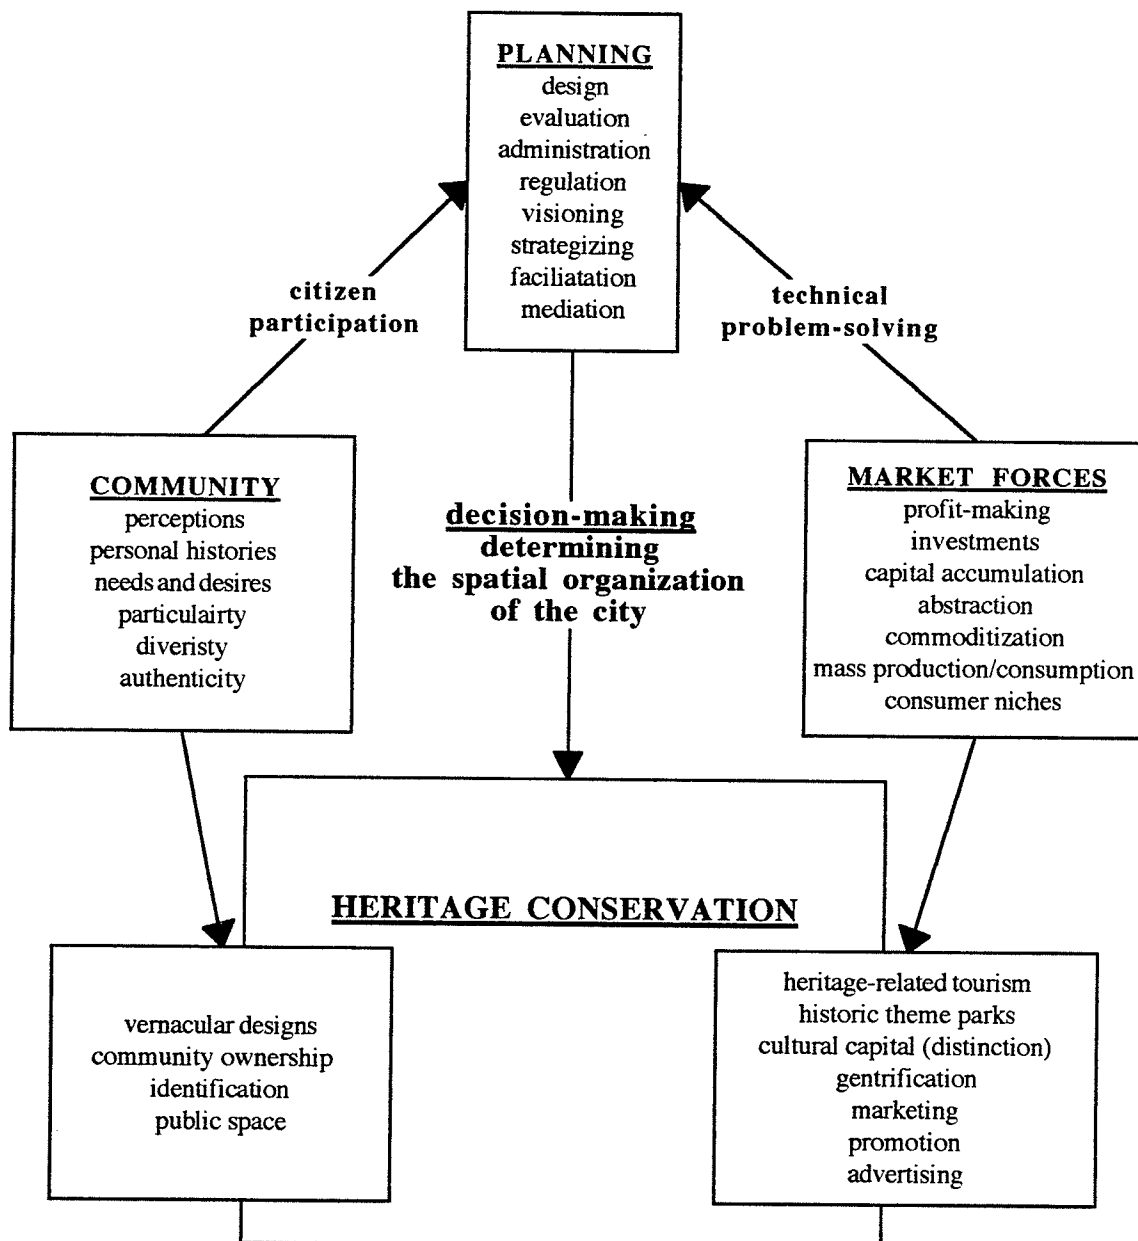 PLANNING
design
evaluation
administration
regulation
visioning
strategizing
faciliatation
mediation
citizen
participation
technical
problem-solving
COMMUNITY
perceptions
personal histories
needs and desires
particulairty
diveristy
authenticity
decision-making
determining
the spatial organization
of the city
MARKET FORCES
profit-making
investments
capital accumulation
abstraction
commoditization
mass production/consumption
consumer niches
HERITAGE CONSERVATION
vernacular designs
community ownership
identification
public space
heritage-related tourism
historic theme parks
cultural capital (distinction)
gentrification
marketing
promotion
advertising